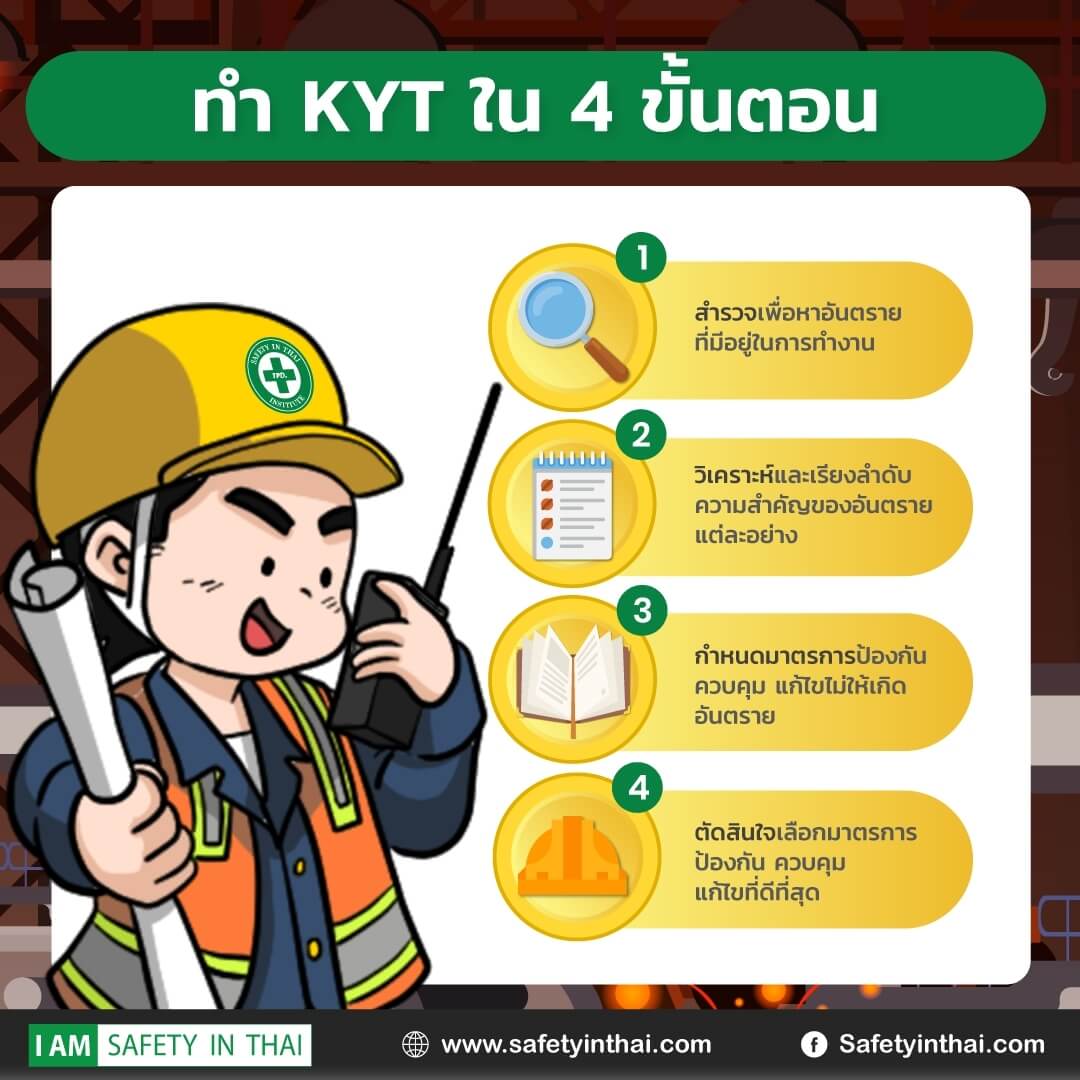 ทำ KYT ใน 4 ขั้นตอน
1
สำรวจเพื่อหาอันตราย
ที่มีอยู่ในการทำงาน
2
วิเคราะห์และเรียงลำดับ
ความสำคัญของอันตราย
แต่ละอย่าง
3
กำหนดมาตรการป้องกัน
ควบคุม แก้ไขไม่ให้เกิด
อันตราย
4
ตัดสินใจเลือกมาตรการ
ป้องกัน ควบคุม
แก้ไขที่ดีที่สุด
SAFETY IN THAI
TPD.
INSTITUTE
I AM SAFETY IN THAI
www.safetyinthai.com
Safetyinthai.com